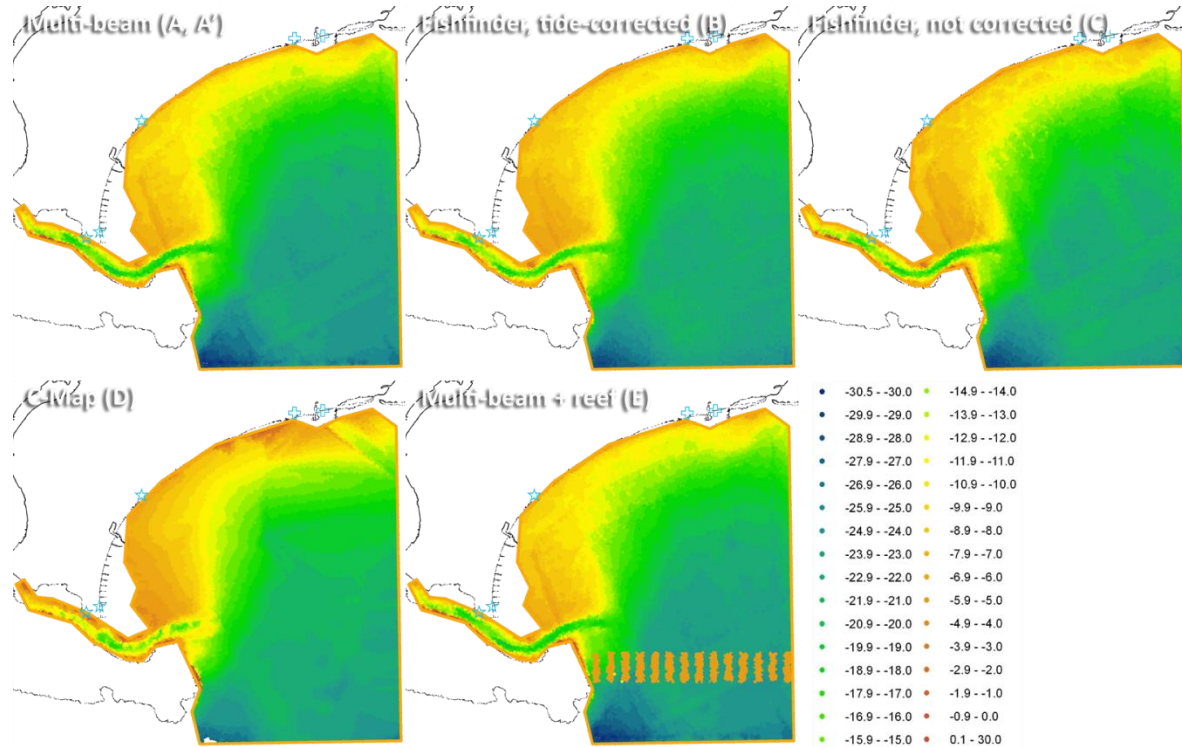 Multi-beam (A, A')
Fishfinder, tide-corrected (B)
Fishfinder, not corrected (C)
C-Map (D)
Multi-beam + reef (E)
-30.5 - -30.0
-29.9 - -29.0
-28.9 - -28.0
-27.9 - -27.0
-26.9 - -26.0
-25.9 - -25.0
-24.9 - -24.0
-23.9 - -23.0
-22.9 - -22.0
-21.9 - -21.0
-20.9 - -20.0
-19.9 - -19.0
-18.9 - -18.0
-17.9 - -17.0
-16.9 - -16.0
-15.9 - -15.0
-14.9 - -14.0
-13.9 - -13.0
-12.9 - -12.0
-11.9 - -11.0
-10.9 - -10.0
-9.9 - -9.0
-8.9 - -8.0
-7.9 - -7.0
-6.9 - -6.0
-5.9 - -5.0
-4.9 - -4.0
-3.9 - -3.0
-2.9 - -2.0
-1.9 - -1.0
-0.9 - 0.0
0.1 - 30.0